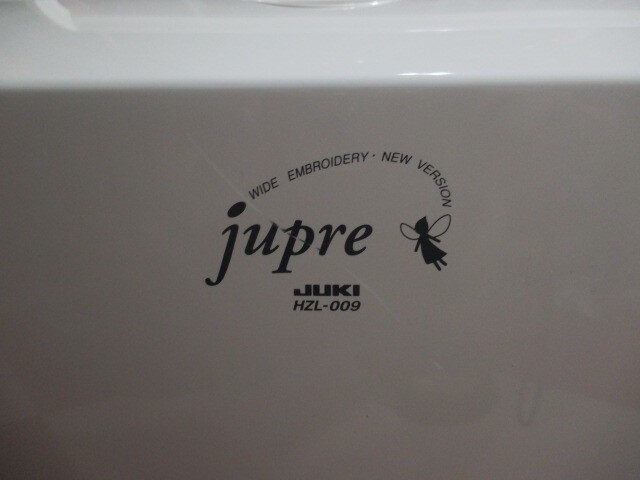 WIDE EMBROIDERY · NEW VERSION
jupre
JUKI
HZL-009